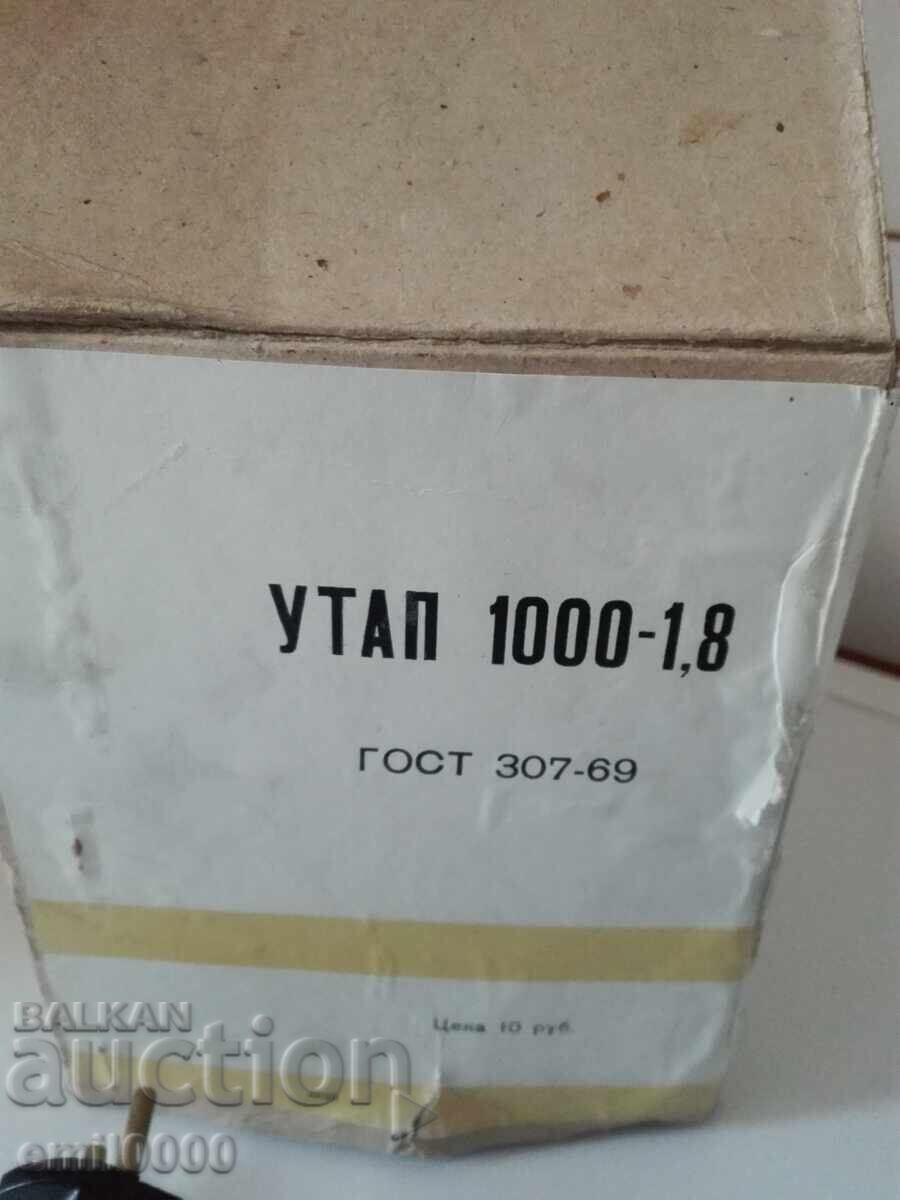 УТАП 1000-1,8
ГОСТ 307-69
Цена 10 руб.
BALKAN
auction
emil0000